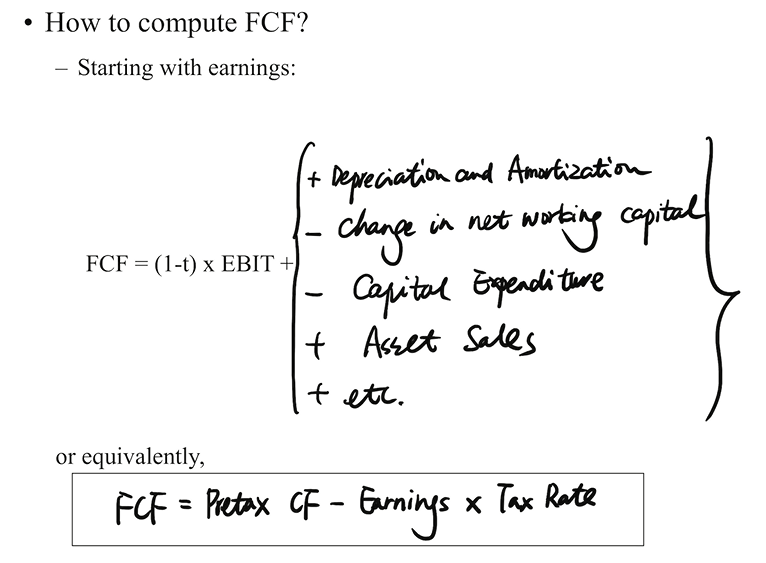 • How to compute FCF?
– Starting with earnings:
+ Depreciation and Amortization
- Change in net working capital
FCF = (1-t) x EBIT +
- Capital Expenditure
+ Asset Sales
+ etc.
or equivalently,
FCF = Pretax CF - Earnings x Tax Rate